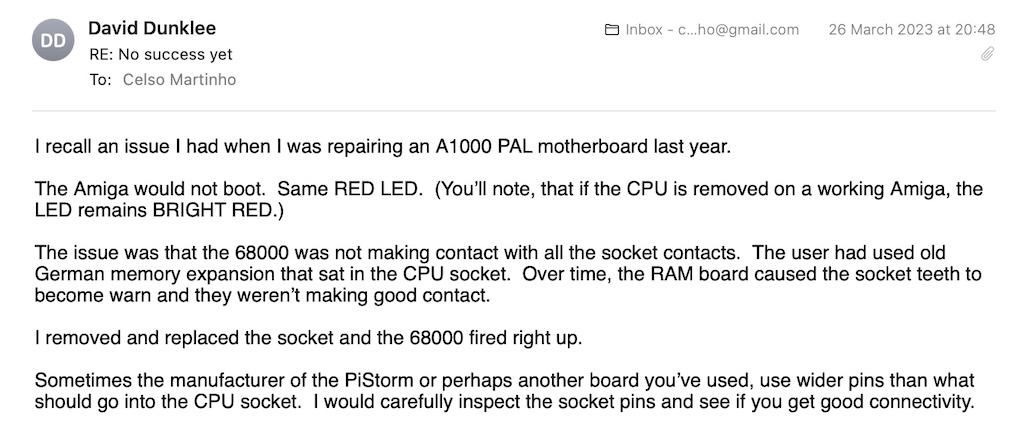 DD
David Dunklee
Inbox - c...ho@gmail.com
26 March 2023 at 20:48
RE: No success yet
To: Celso Martinho
I recall an issue I had when I was repairing an A1000 PAL motherboard last year.
The Amiga would not boot.  Same RED LED.  (You'll note, that if the CPU is removed on a working Amiga, the
LED remains BRIGHT RED.)
The issue was that the 68000 was not making contact with all the socket contacts.  The user had used old
German memory expansion that sat in the CPU socket.  Over time, the RAM board caused the socket teeth to
become warn and they weren't making good contact.
I removed and replaced the socket and the 68000 fired right up.
Sometimes the manufacturer of the PiStorm or perhaps another board you've used, use wider pins than what
should go into the CPU socket.  I would carefully inspect the socket pins and see if you get good connectivity.